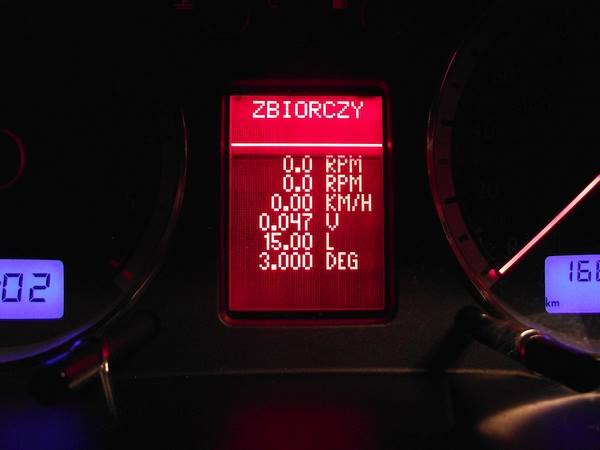 ZBIORCZY
0.0 RPM
0.0 RPM
0.00 KM/H
0.047 V
15.00 L
3.000 DEG
02
166
km